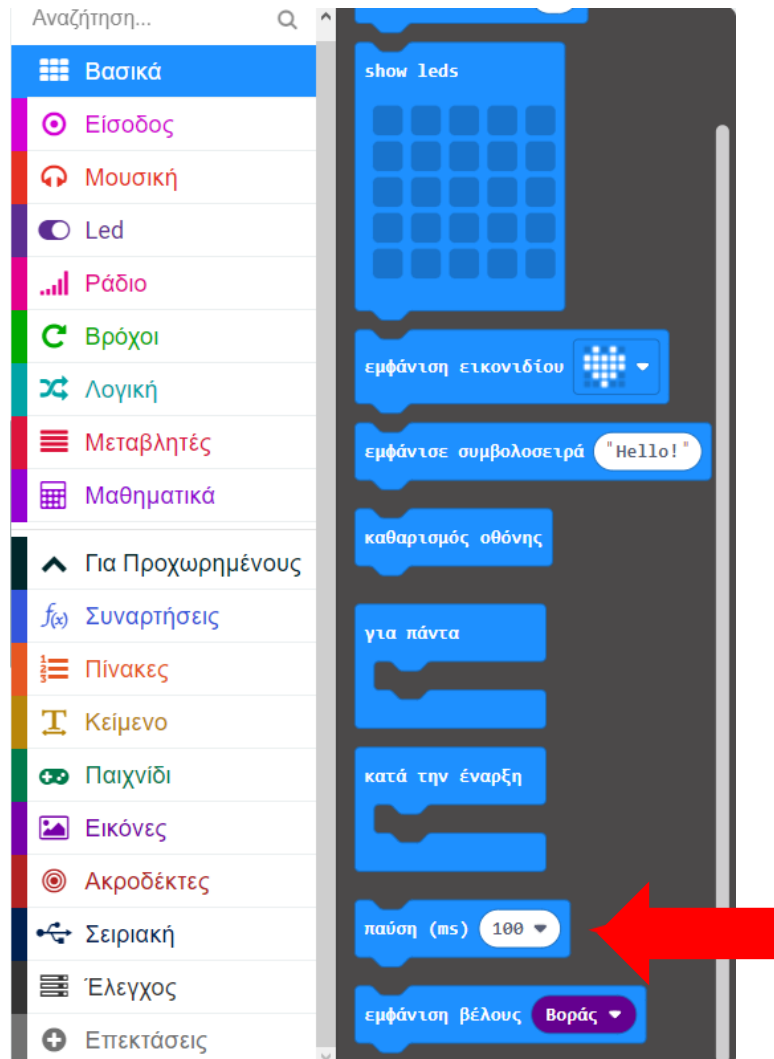 Αναζήτηση...
Βασικά
Είσοδος
Μουσική
Led
Ράδιο
Βρόχοι
Λογική
Μεταβλητές
Μαθηματικά
Για Προχωρημένους
f(x) Συναρτήσεις
Πίνακες
Κείμενο
Παιχνίδι
Εικόνες
Ακροδέκτες
Σειριακή
Έλεγχος
Επεκτάσεις
show leds
εμφάνιση εικονιδίου
εμφάνισε συμβολοσειρά "Hello!"
καθαρισμός οθόνης
για πάντα
κατά την έναρξη
παύση (ms) 100
εμφάνιση βέλους Βοράς